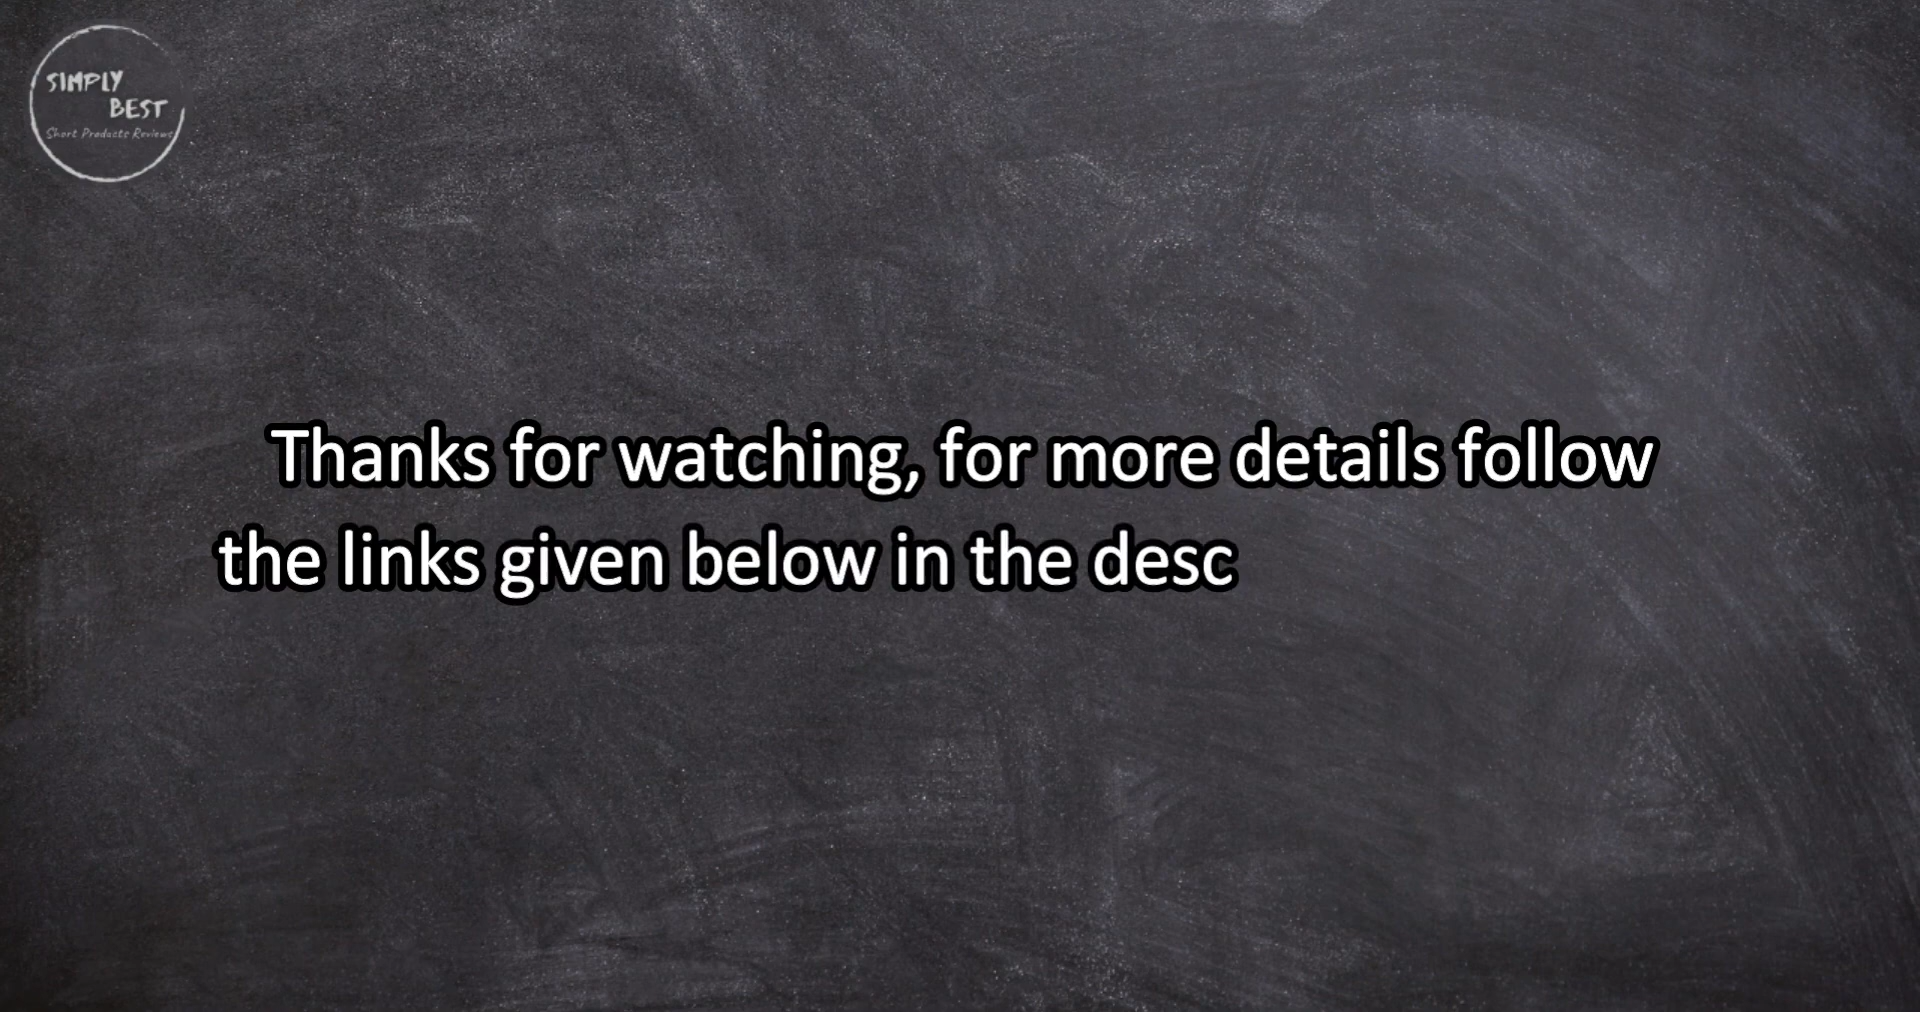 SIMPLY
BEST
Short Products Reviews
Thanks for watching, for more details follow
the links given below in the desc